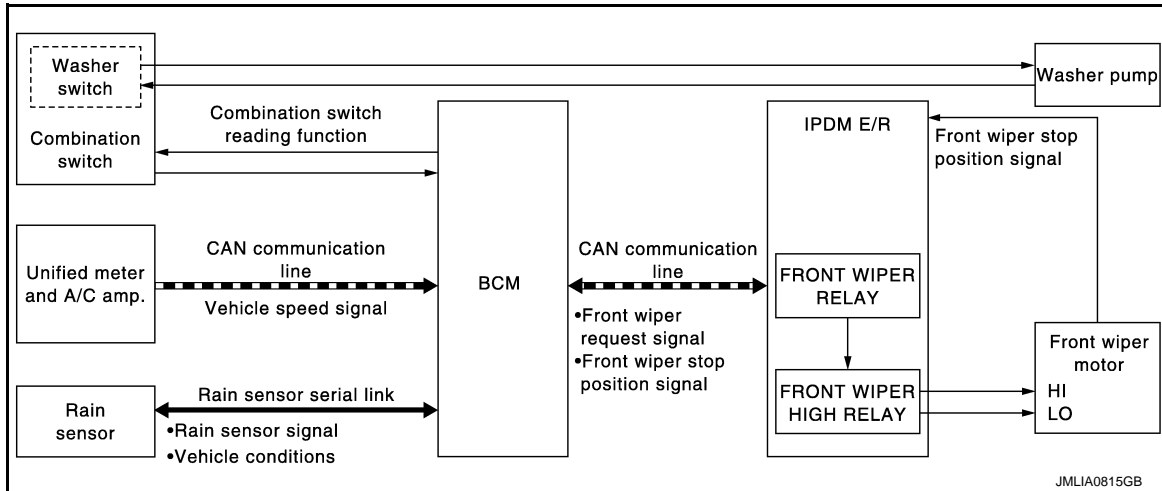 Washer
switch
Combination
switch
Combination switch
reading function
Washer pump
IPDM E/R
Front wiper stop
position signal
Unified meter
and A/C amp.
CAN communication
line
Vehicle speed signal
BCM
CAN communication
line
•Front wiper
request signal
•Front wiper stop
position signal
FRONT WIPER
RELAY
FRONT WIPER
HIGH RELAY
Front wiper
motor
HI
LO
Rain
sensor
Rain sensor serial link
•Rain sensor signal
•Vehicle conditions
JMLIA0815GB